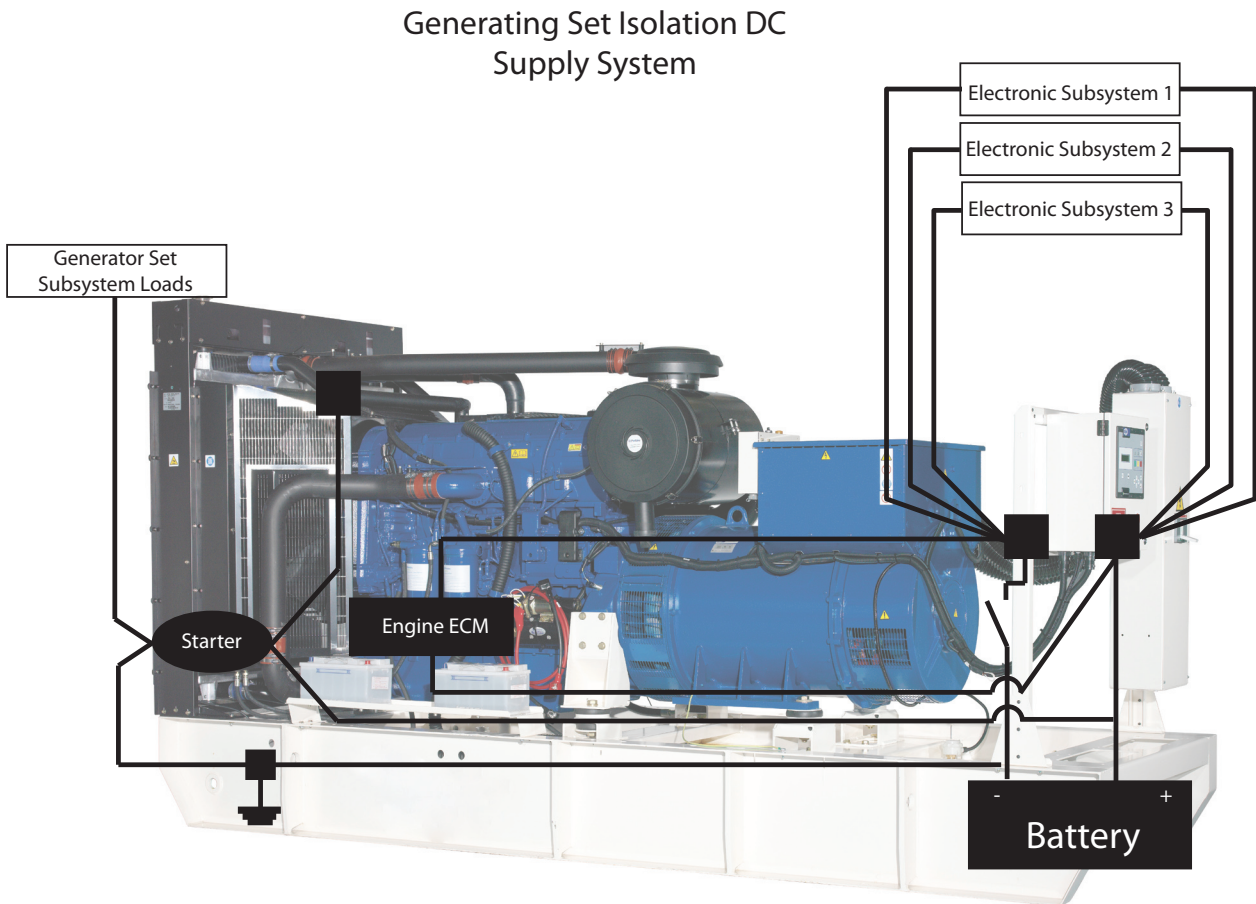 Generating Set Isolation DC
Supply System
Electronic Subsystem 1
Electronic Subsystem 2
Electronic Subsystem 3
Generator Set
Subsystem Loads
Starter
Engine ECM
- +
Battery